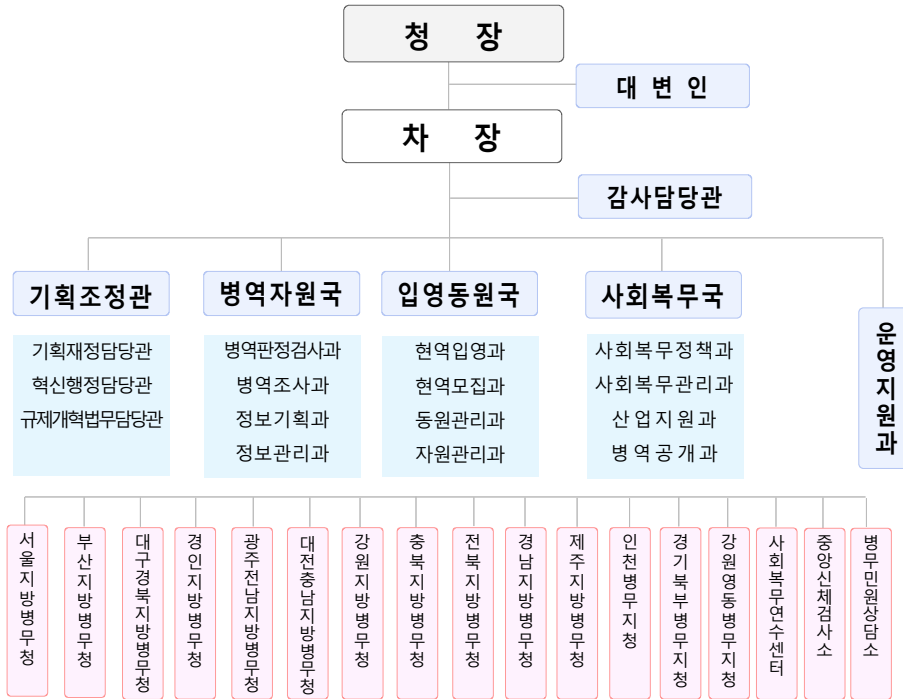 청 장
대 변 인
차 장
감사담당관
기획조정관
병역자원국
입영동원국
사회복무국
운영지원과
기획재정담당관
혁신행정담당관
규제개혁법무담당관
병역판정검사과
병역조사과
정보기획과
정보관리과
현역입영과
현역모집과
동원관리과
자원관리과
사회복무정책과
사회복무관리과
산업지원과
병역공개과
서울지방병무청
부산지방병무청
대구경북지방병무청
경인지방병무청
광주전남지방병무청
대전충남지방병무청
강원지방병무청
충북지방병무청
전북지방병무청
경남지방병무청
제주지방병무청
인천병무지청
경기북부병무지청
강원영동병무지청
사회복무연수센터
중앙신체검사소
병무민원상담소